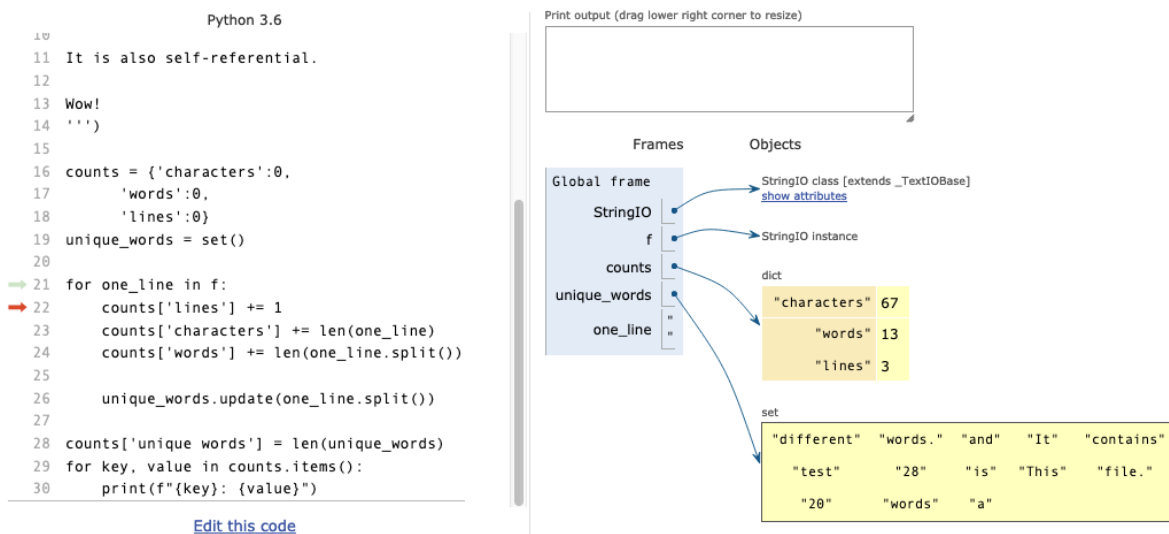 Python 3.6
10
11 It is also self-referential.
12
13 Wow!
14 ''')
15
16 counts = {'characters':0,
17 'words':0,
18 'lines':0}
19 unique_words = set()
20
21 for one_line in f:
22 counts['lines'] += 1
23 counts['characters'] += len(one_line)
24 counts['words'] += len(one_line.split())
25
26 unique_words.update(one_line.split())
27
28 counts['unique words'] = len(unique_words)
29 for key, value in counts.items():
30 print(f"{key}: {value}")
Edit this code
Print output (drag lower right corner to resize)
Frames Objects
Global frame
StringIO
f
counts
unique_words
one_line "
"
StringIO class [extends _TextIOBase]
show attributes
StringIO instance
dict
"characters" 67
"words" 13
"lines" 3
set
"different" "words." "and" "It" "contains"
"test" "28" "is" "This" "file."
"20" "words" "a"